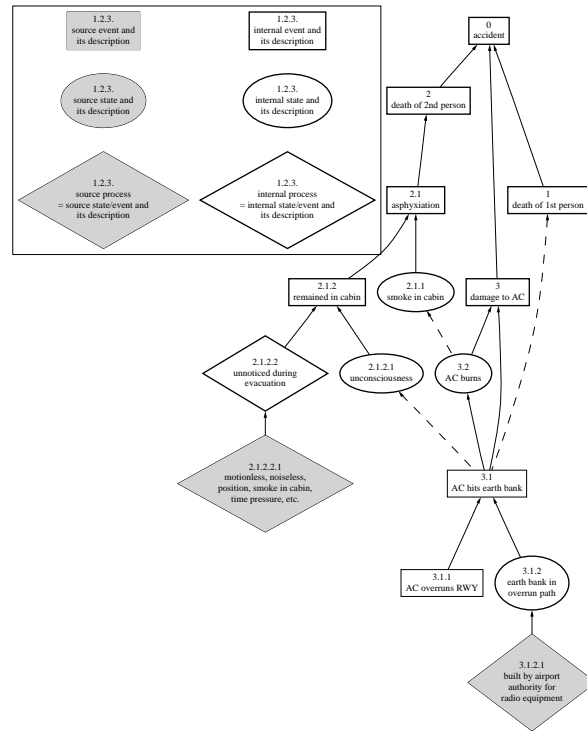 1.2.3.
source event and
its description
1.2.3.
internal event and
its description
1.2.3.
source state and
its description
1.2.3.
internal state and
its description
1.2.3.
source process
= source state/event and
its description
1.2.3.
internal process
= internal state/event and
its description
0
accident
2
death of 2nd person
2.1
asphyxiation
1
death of 1st person
2.1.2
remained in cabin
2.1.1
smoke in cabin
3
damage to AC
2.1.2.2
unnoticed during
evacuation
2.1.2.1
unconsciousness
3.2
AC burns
2.1.2.2.1
motionless, noiseless,
position, smoke in cabin,
time pressure, etc.
3.1
AC hits earth bank
3.1.1
AC overruns RWY
3.1.2
earth bank in
overrun path
3.1.2.1
built by airport
authority for
radio equipment